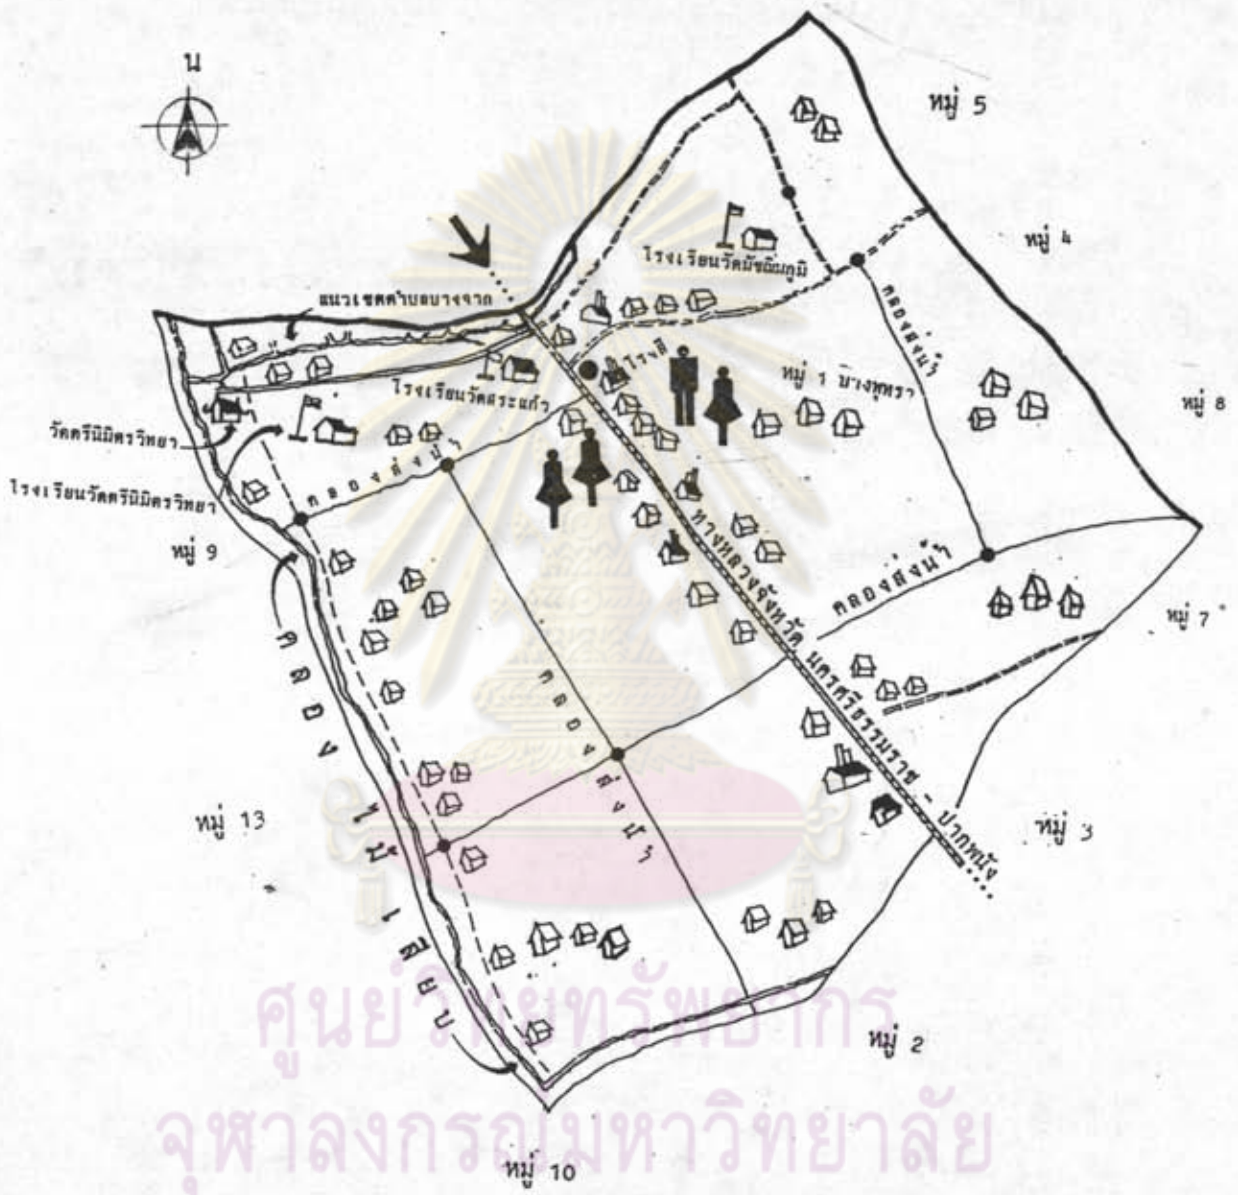 น
หมู่ 5
หมู่ 4
โรงเรียนวัดมัชฌิมภูมิ
แนวเขตตำบลบางจาก
คลองส่งน้ำ
โรงสี
หมู่ 1 บางพุทรา
หมู่ 8
โรงเรียนวัดสระแก้ว
วัดตรีนิมิตรวิทยา
คลองส่งน้ำ
โรงเรียนวัดตรีนิมิตรวิทยา
หมู่ 9
ทางหลวงจังหวัด นครศรีธรรมราช - ปากพนัง
คลองส่งน้ำ
หมู่ 7
คลองส่งน้ำ
คลอง
หมู่ 13
หมู่ 3
หมู่ 2
หมู่ 10
ศูนย์วิทยทรัพยากร
จุฬาลงกรณ์มหาวิทยาลัย